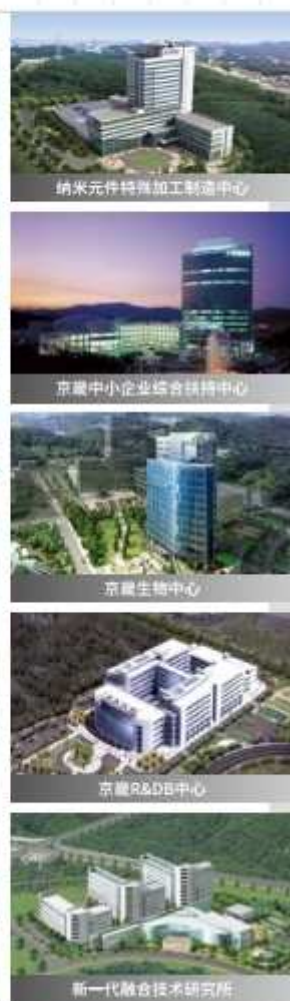 纳米元件特殊加工制造中心
京畿中小企业综合扶持中心
京畿生物中心
京畿R&DB中心
新一代融合技术研究所